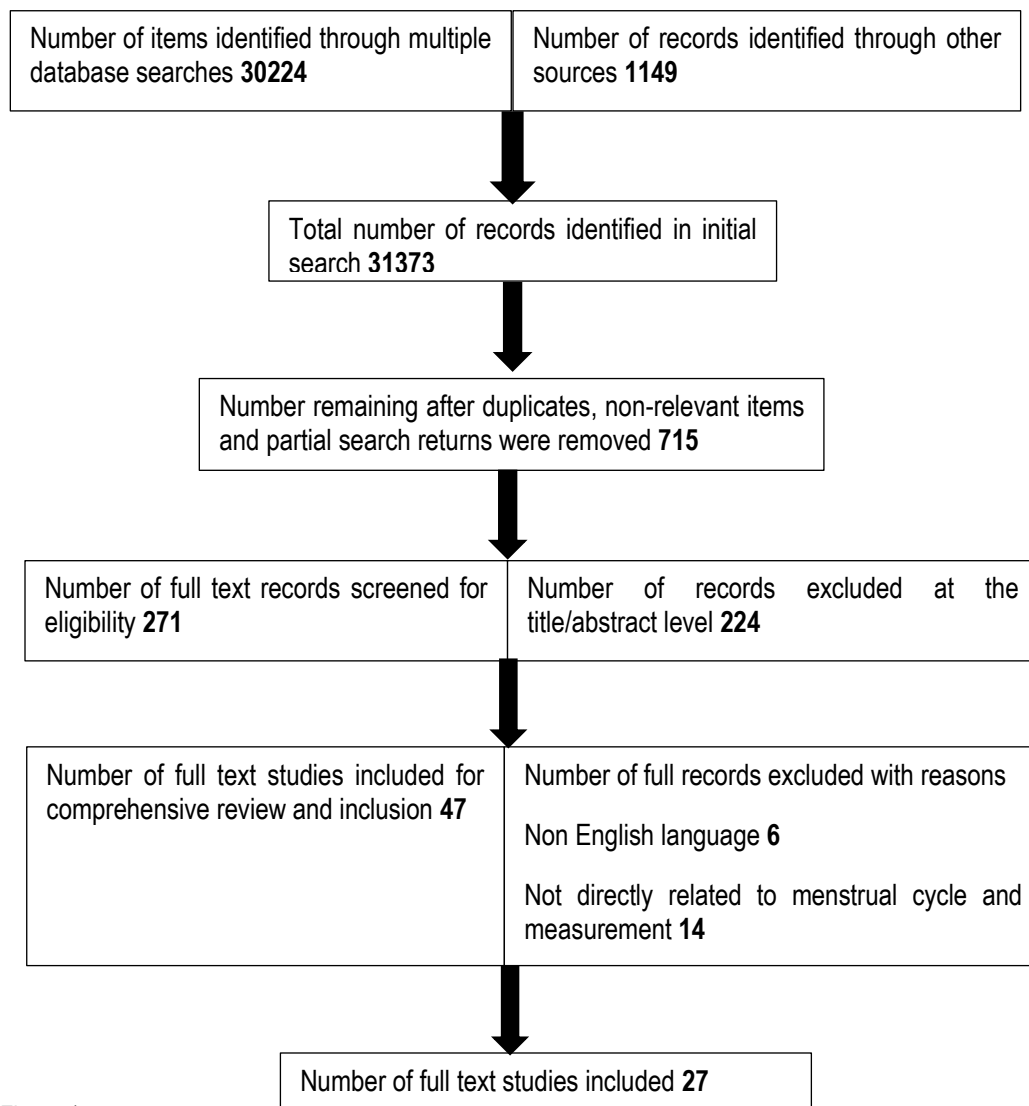 Number of items identified through multiple
database searches 30224
Number of records identified through other
sources 1149
Total number of records identified in initial
search 31373
Number remaining after duplicates, non-relevant items
and partial search returns were removed 715
Number of full text records screened for
eligibility 271
Number of records excluded at the
title/abstract level 224
Number of full text studies included for
comprehensive review and inclusion 47
Number of full records excluded with reasons
Non English language 6
Not directly related to menstrual cycle and
measurement 14
Number of full text studies included 27